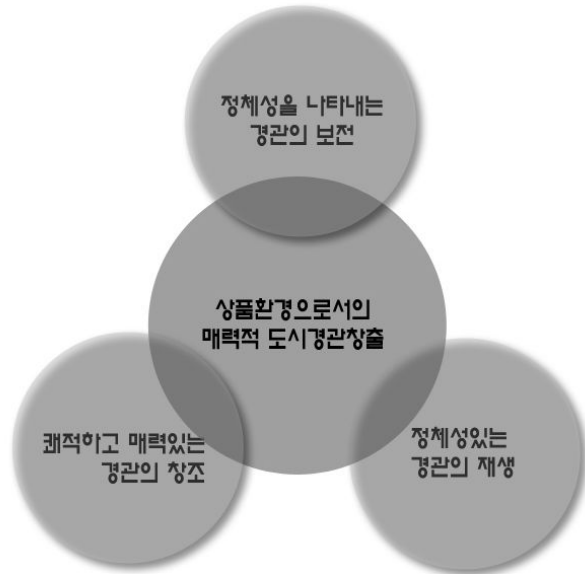 정체성을 나타내는
경관의 보전
상품환경으로서의
매력적 도시경관창출
쾌적하고 매력있는
경관의 창조
정체성있는
경관의 재생